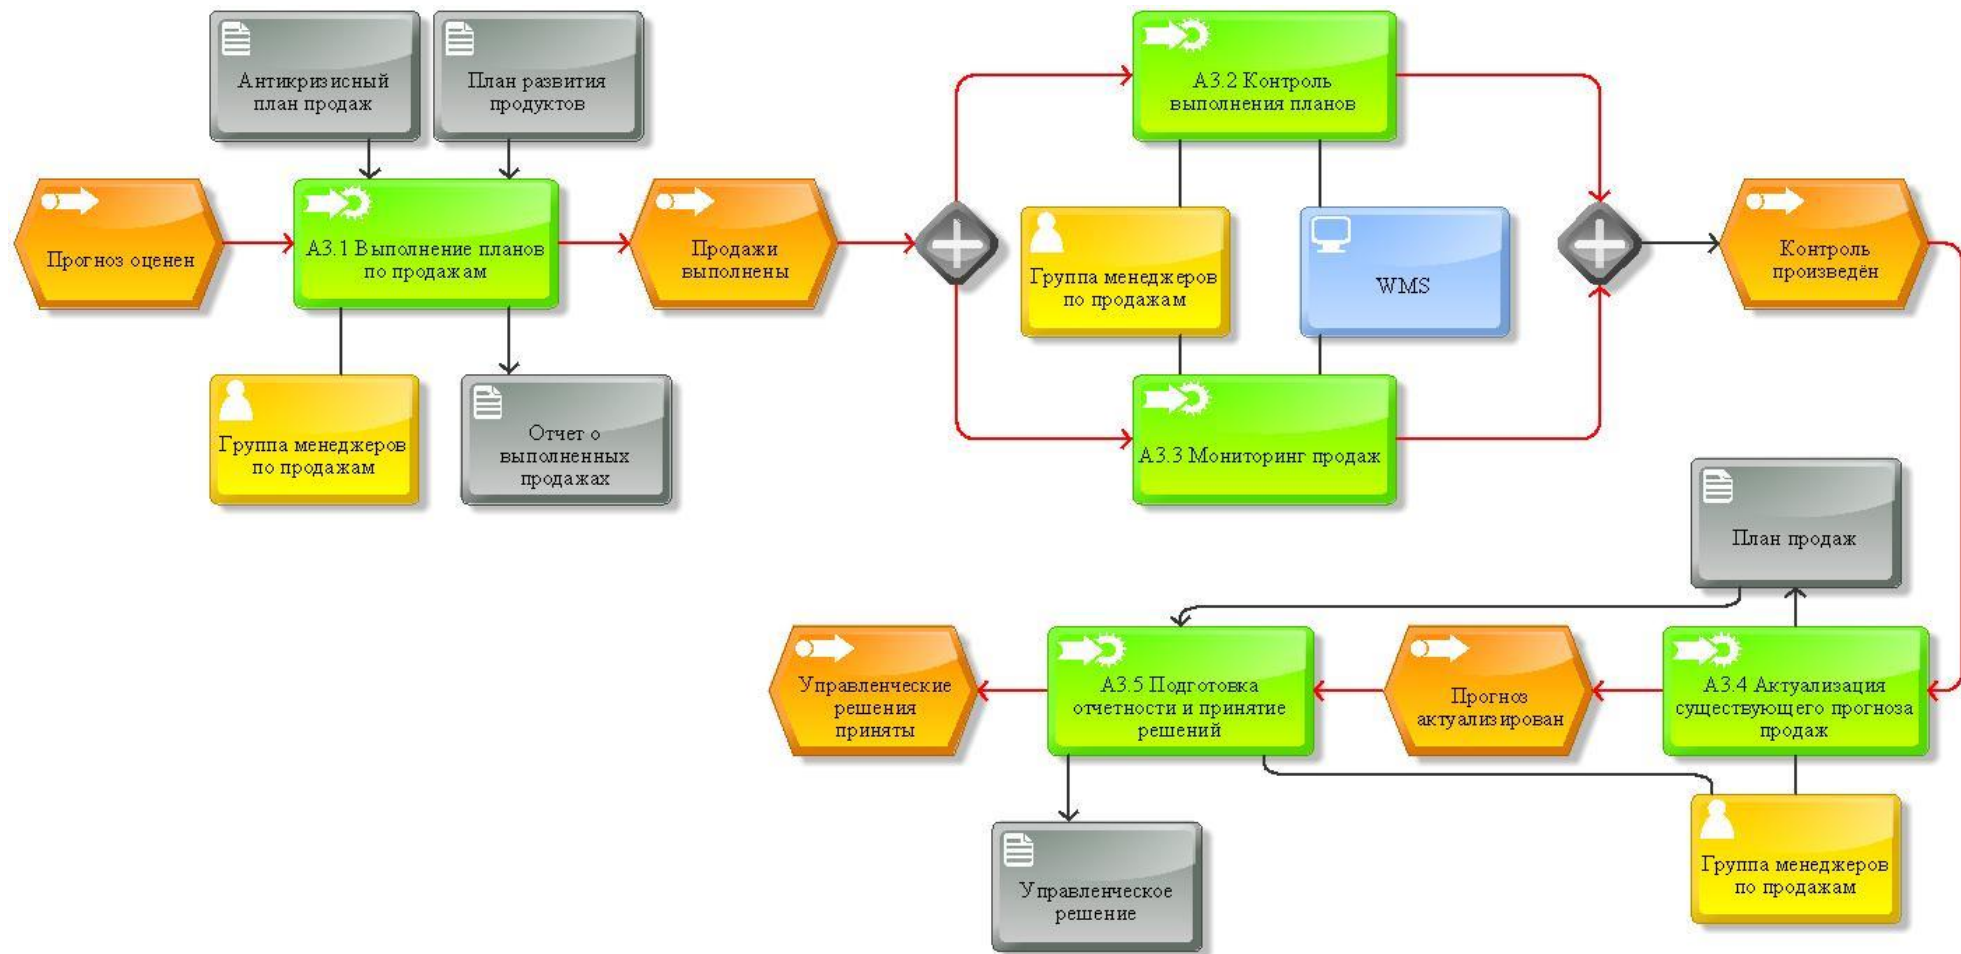 Антикризисный
план продаж
План развития
продуктов
А3.2 Контроль
выполнения планов
Прогноз оценен
А3.1 Выполнение планов
по продажам
Продажи
выполнены
Группа менеджеров
по продажам
WMS
Контроль
произведён
Группа менеджеров
по продажам
Отчет о
выполненных
продажах
А3.3 Мониторинг продаж
План продаж
Управленческие
решения
приняты
А3.5 Подготовка
отчетности и принятие
решений
Прогноз
актуализирован
А3.4 Актуализация
существующего прогноза
продаж
Управленческое
решение
Группа менеджеров
по продажам